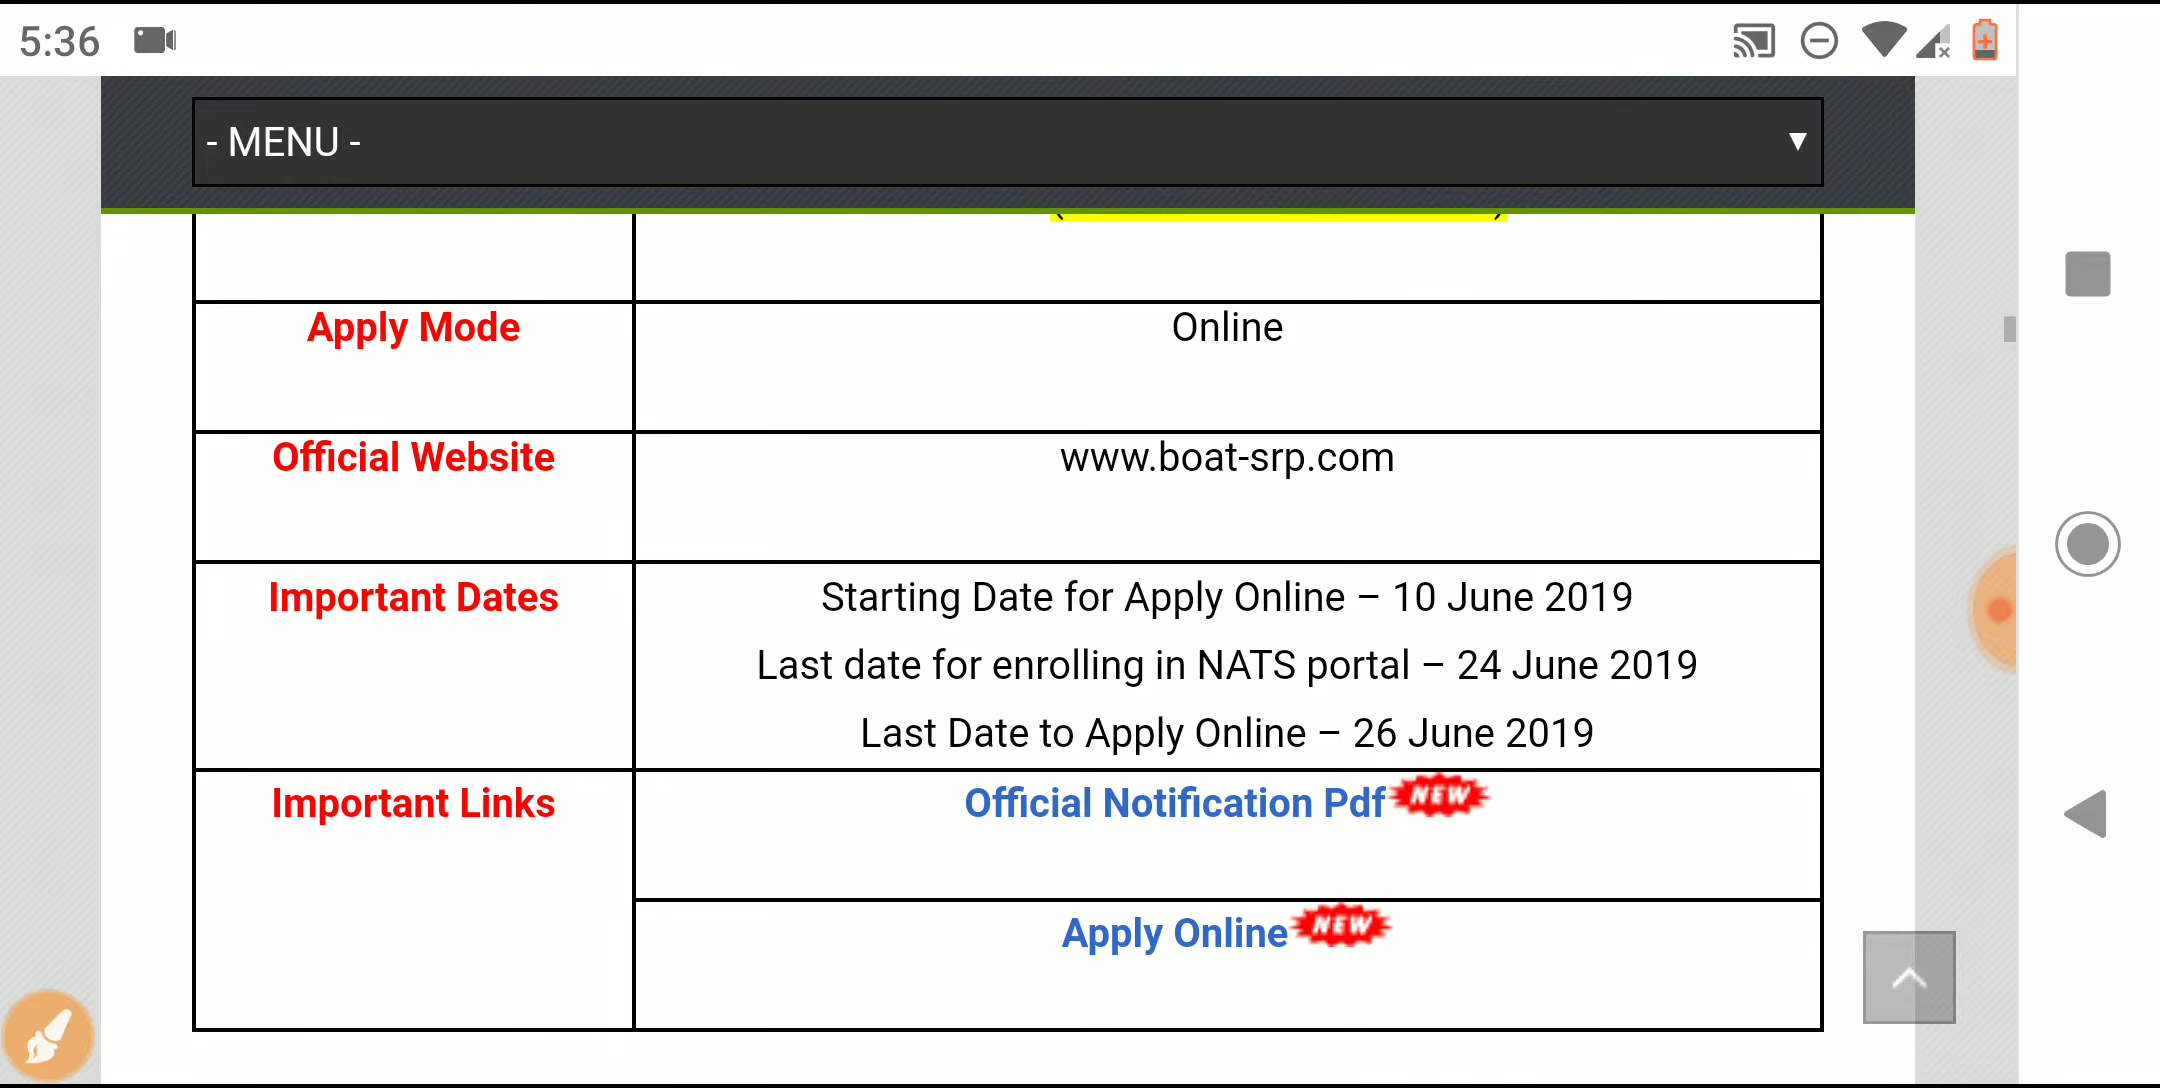 5:36
- MENU -
Apply Mode
Online
Official Website
www.boat-srp.com
Important Dates
Starting Date for Apply Online – 10 June 2019
Last date for enrolling in NATS portal – 24 June 2019
Last Date to Apply Online – 26 June 2019
Important Links
Official Notification Pdf NEW
Apply Online NEW